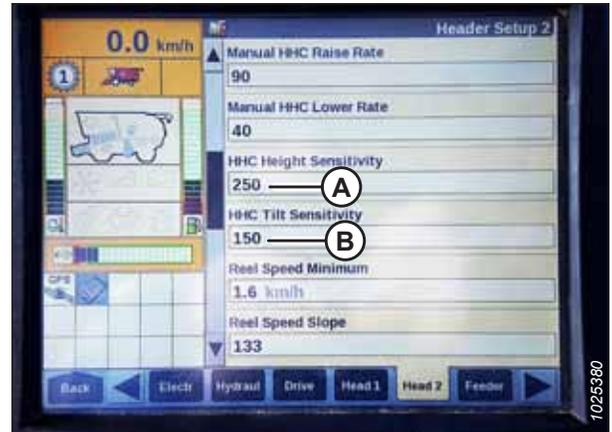 Header Setup 2
0.0 km/h
1
Manual HHC Raise Rate
90
Manual HHC Lower Rate
40
HHC Height Sensitivity
250
A
HHC Tilt Sensitivity
150
B
Reel Speed Minimum
1.6 km/h
GPS
Reel Speed Slope
133
Back
Electr
Hydraul
Drive
Head 1
Head 2
Feeder
1025380